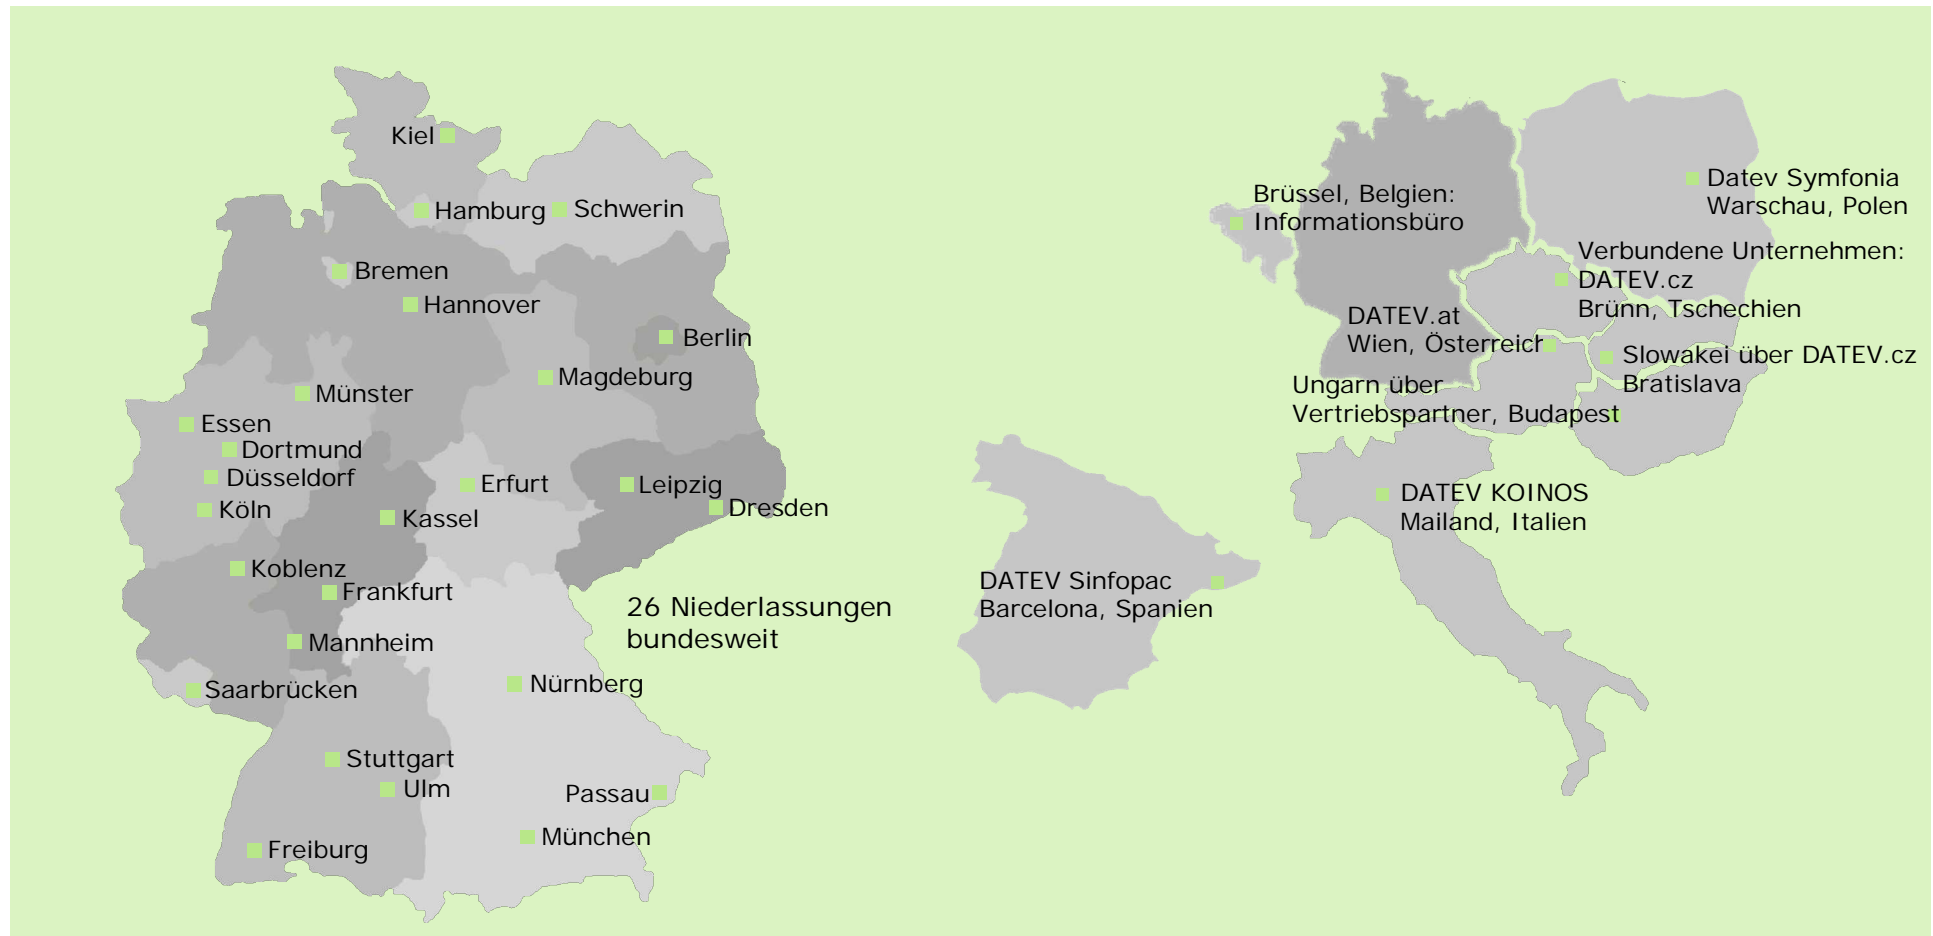 Kiel
Hamburg
Schwerin
Bremen
Hannover
Berlin
Magdeburg
Münster
Essen
Dortmund
Düsseldorf
Köln
Erfurt
Leipzig
Dresden
Kassel
Koblenz
Frankfurt
Mannheim
Saarbrücken
26 Niederlassungen
bundesweit
Nürnberg
Stuttgart
Ulm
Passau
München
Freiburg
Brüssel, Belgien:
Informationsbüro
Datev Symfonia
Warschau, Polen
Verbundene Unternehmen:
DATEV.cz
Brünn, Tschechien
DATEV.at
Wien, Österreich
Slowakei über DATEV.cz
Bratislava
Ungarn über
Vertriebspartner, Budapest
DATEV KOINOS
Mailand, Italien
DATEV Sinfopac
Barcelona, Spanien